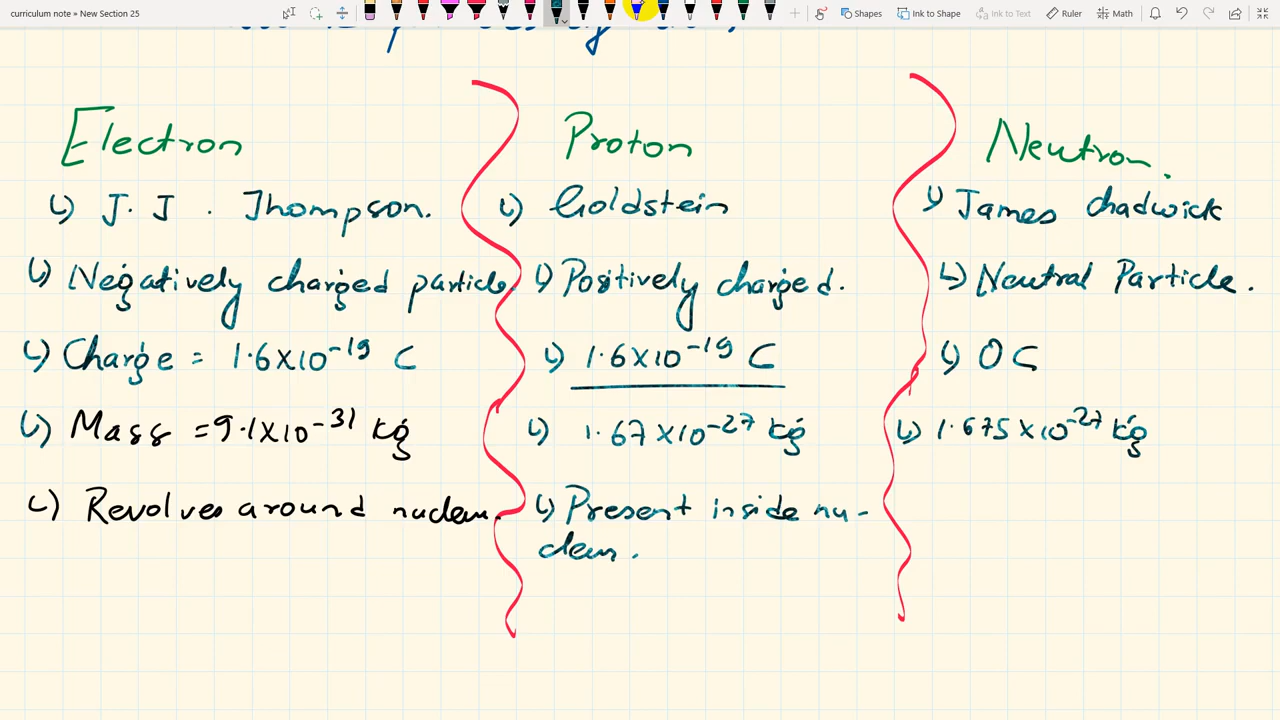 curriculum note » New Section 25
Shapes
Ink to Shape
Ink to Text
Ruler
Math
Electron
↳ J. J. Thompson.
↳ Negatively charged particle
↳ Charge = 1.6×10⁻¹⁹ C
↳ Mass = 9.1×10⁻³¹ kg
↳ Revolves around nucleus.
Proton
↳ Goldstein
↳ Positively charged.
↳ 1.6×10⁻¹⁹ C
↳ 1.67×10⁻²⁷ kg
↳ Present inside nu-
cleus.
Neutron.
↳ James chadwick
↳ Neutral Particle.
↳ 0 C
↳ 1.675×10⁻²⁷ kg